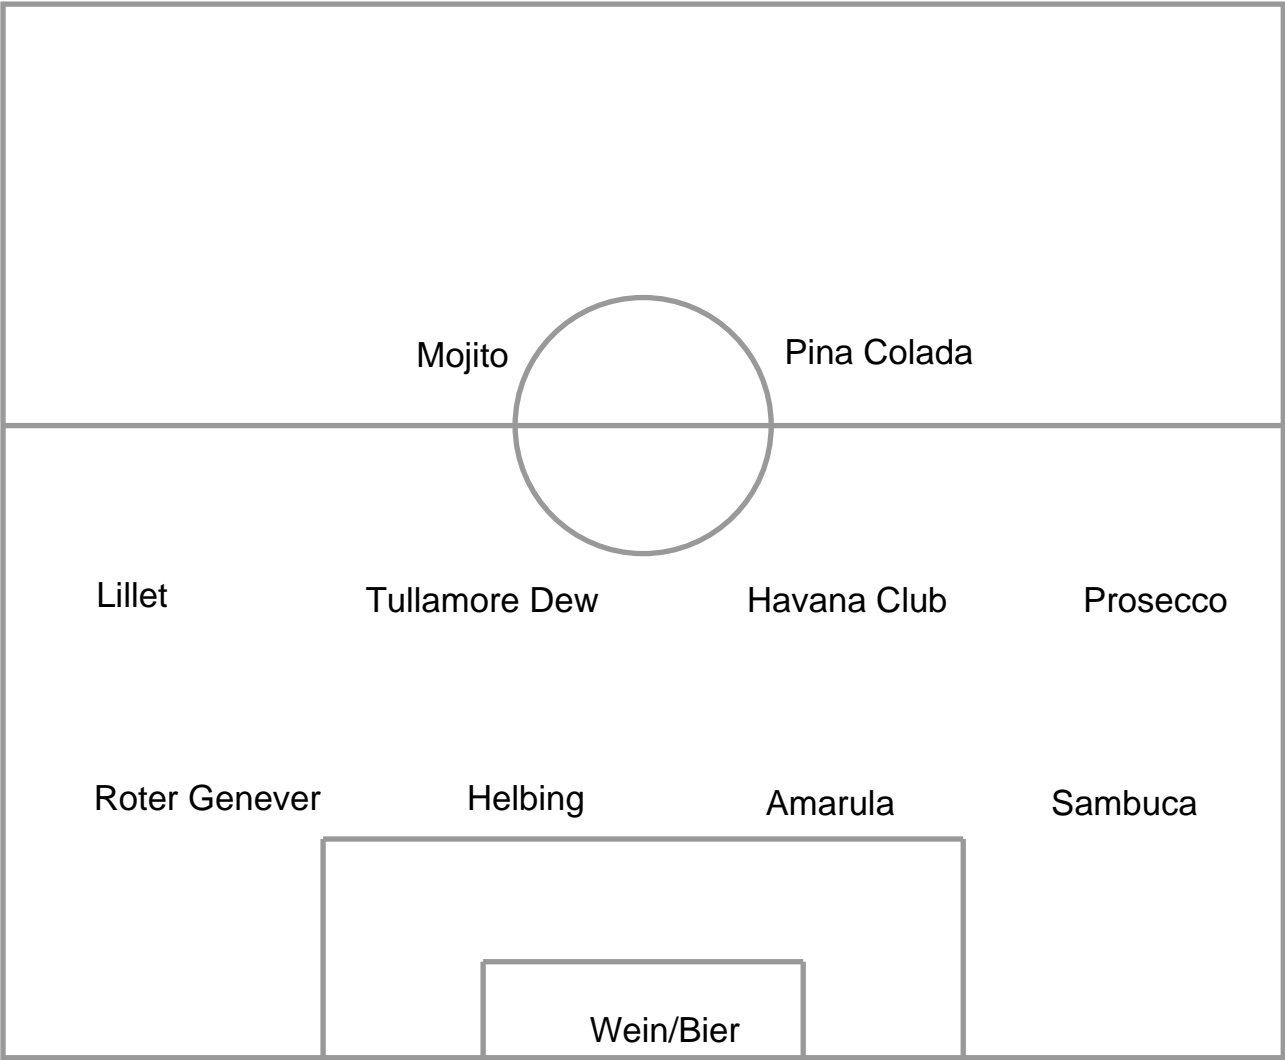 Mojito
Pina Colada
Lillet
Tullamore Dew
Havana Club
Prosecco
Roter Genever
Helbing
Amarula
Sambuca
Wein/Bier